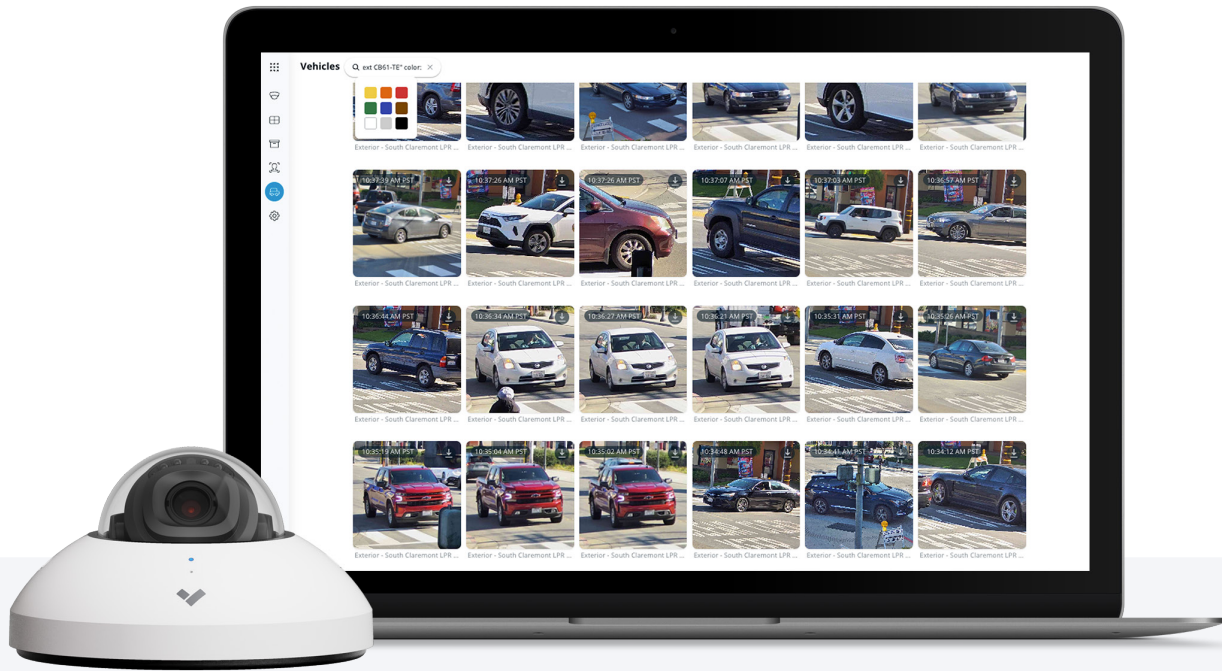 Vehicles
ext CB61-TE" color:
Exterior - South Claremont LPR ...
Exterior - South Claremont LPR ...
Exterior - South Claremont LPR ...
Exterior - South Claremont LPR ...
Exterior - South Claremont LPR ...
Exterior - South Claremont LPR ...
10:37:39 AM PST
10:37:26 AM PST
10:37:26 AM PST
10:37:07 AM PST
10:37:03 AM PST
10:36:57 AM PST
Exterior - South Claremont LPR ...
Exterior - South Claremont LPR ...
Exterior - South Claremont LPR ...
Exterior - South Claremont LPR ...
Exterior - South Claremont LPR ...
Exterior - South Claremont LPR ...
10:36:44 AM PST
10:36:34 AM PST
10:36:27 AM PST
10:36:21 AM PST
10:35:31 AM PST
10:35:26 AM PST
Exterior - South Claremont LPR ...
Exterior - South Claremont LPR ...
Exterior - South Claremont LPR ...
Exterior - South Claremont LPR ...
Exterior - South Claremont LPR ...
Exterior - South Claremont LPR ...
10:35:19 AM PST
10:35:04 AM PST
10:35:02 AM PST
10:34:48 AM PST
10:34:41 AM PST
10:34:12 AM PST
Exterior - South Claremont LPR ...
Exterior - South Claremont LPR ...
Exterior - South Claremont LPR ...
Exterior - South Claremont LPR ...
Exterior - South Claremont LPR ...
Exterior - South Claremont LPR ...